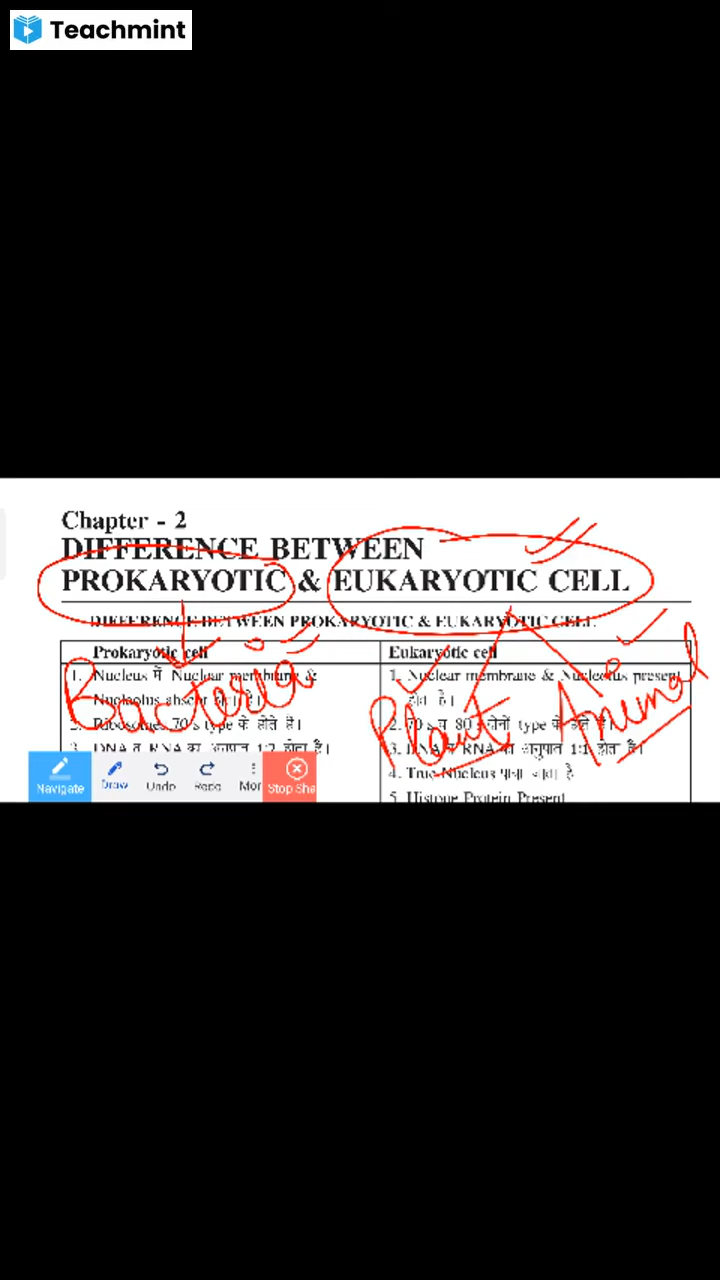 Teachmint
Chapter - 2
DIFFERENCE BETWEEN
PROKARYOTIC & EUKARYOTIC CELL
DIFFERENCE BETWEEN PROKARYOTIC & EUKARYOTIC CELL
Prokaryotic cell
1. Nucleus में Nuclear membrane &
Nucleolus absent
2. Ribosomes 70's type के होते है।
3. DNA व RNA का अनुपात 1:2 होता है।
Bacteria
Eukaryotic cell
1. Nuclear membrane & Nucleolus present
होता है।
2. 70's व 80 दोनों type के होते है।
3. DNA व RNA का अनुपात 1:1 होता है।
4. True Nucleus पाया जाता है
5. Histone Protein Present
Plant Animal
Navigate Draw Undo Redo Mor Stop Sha